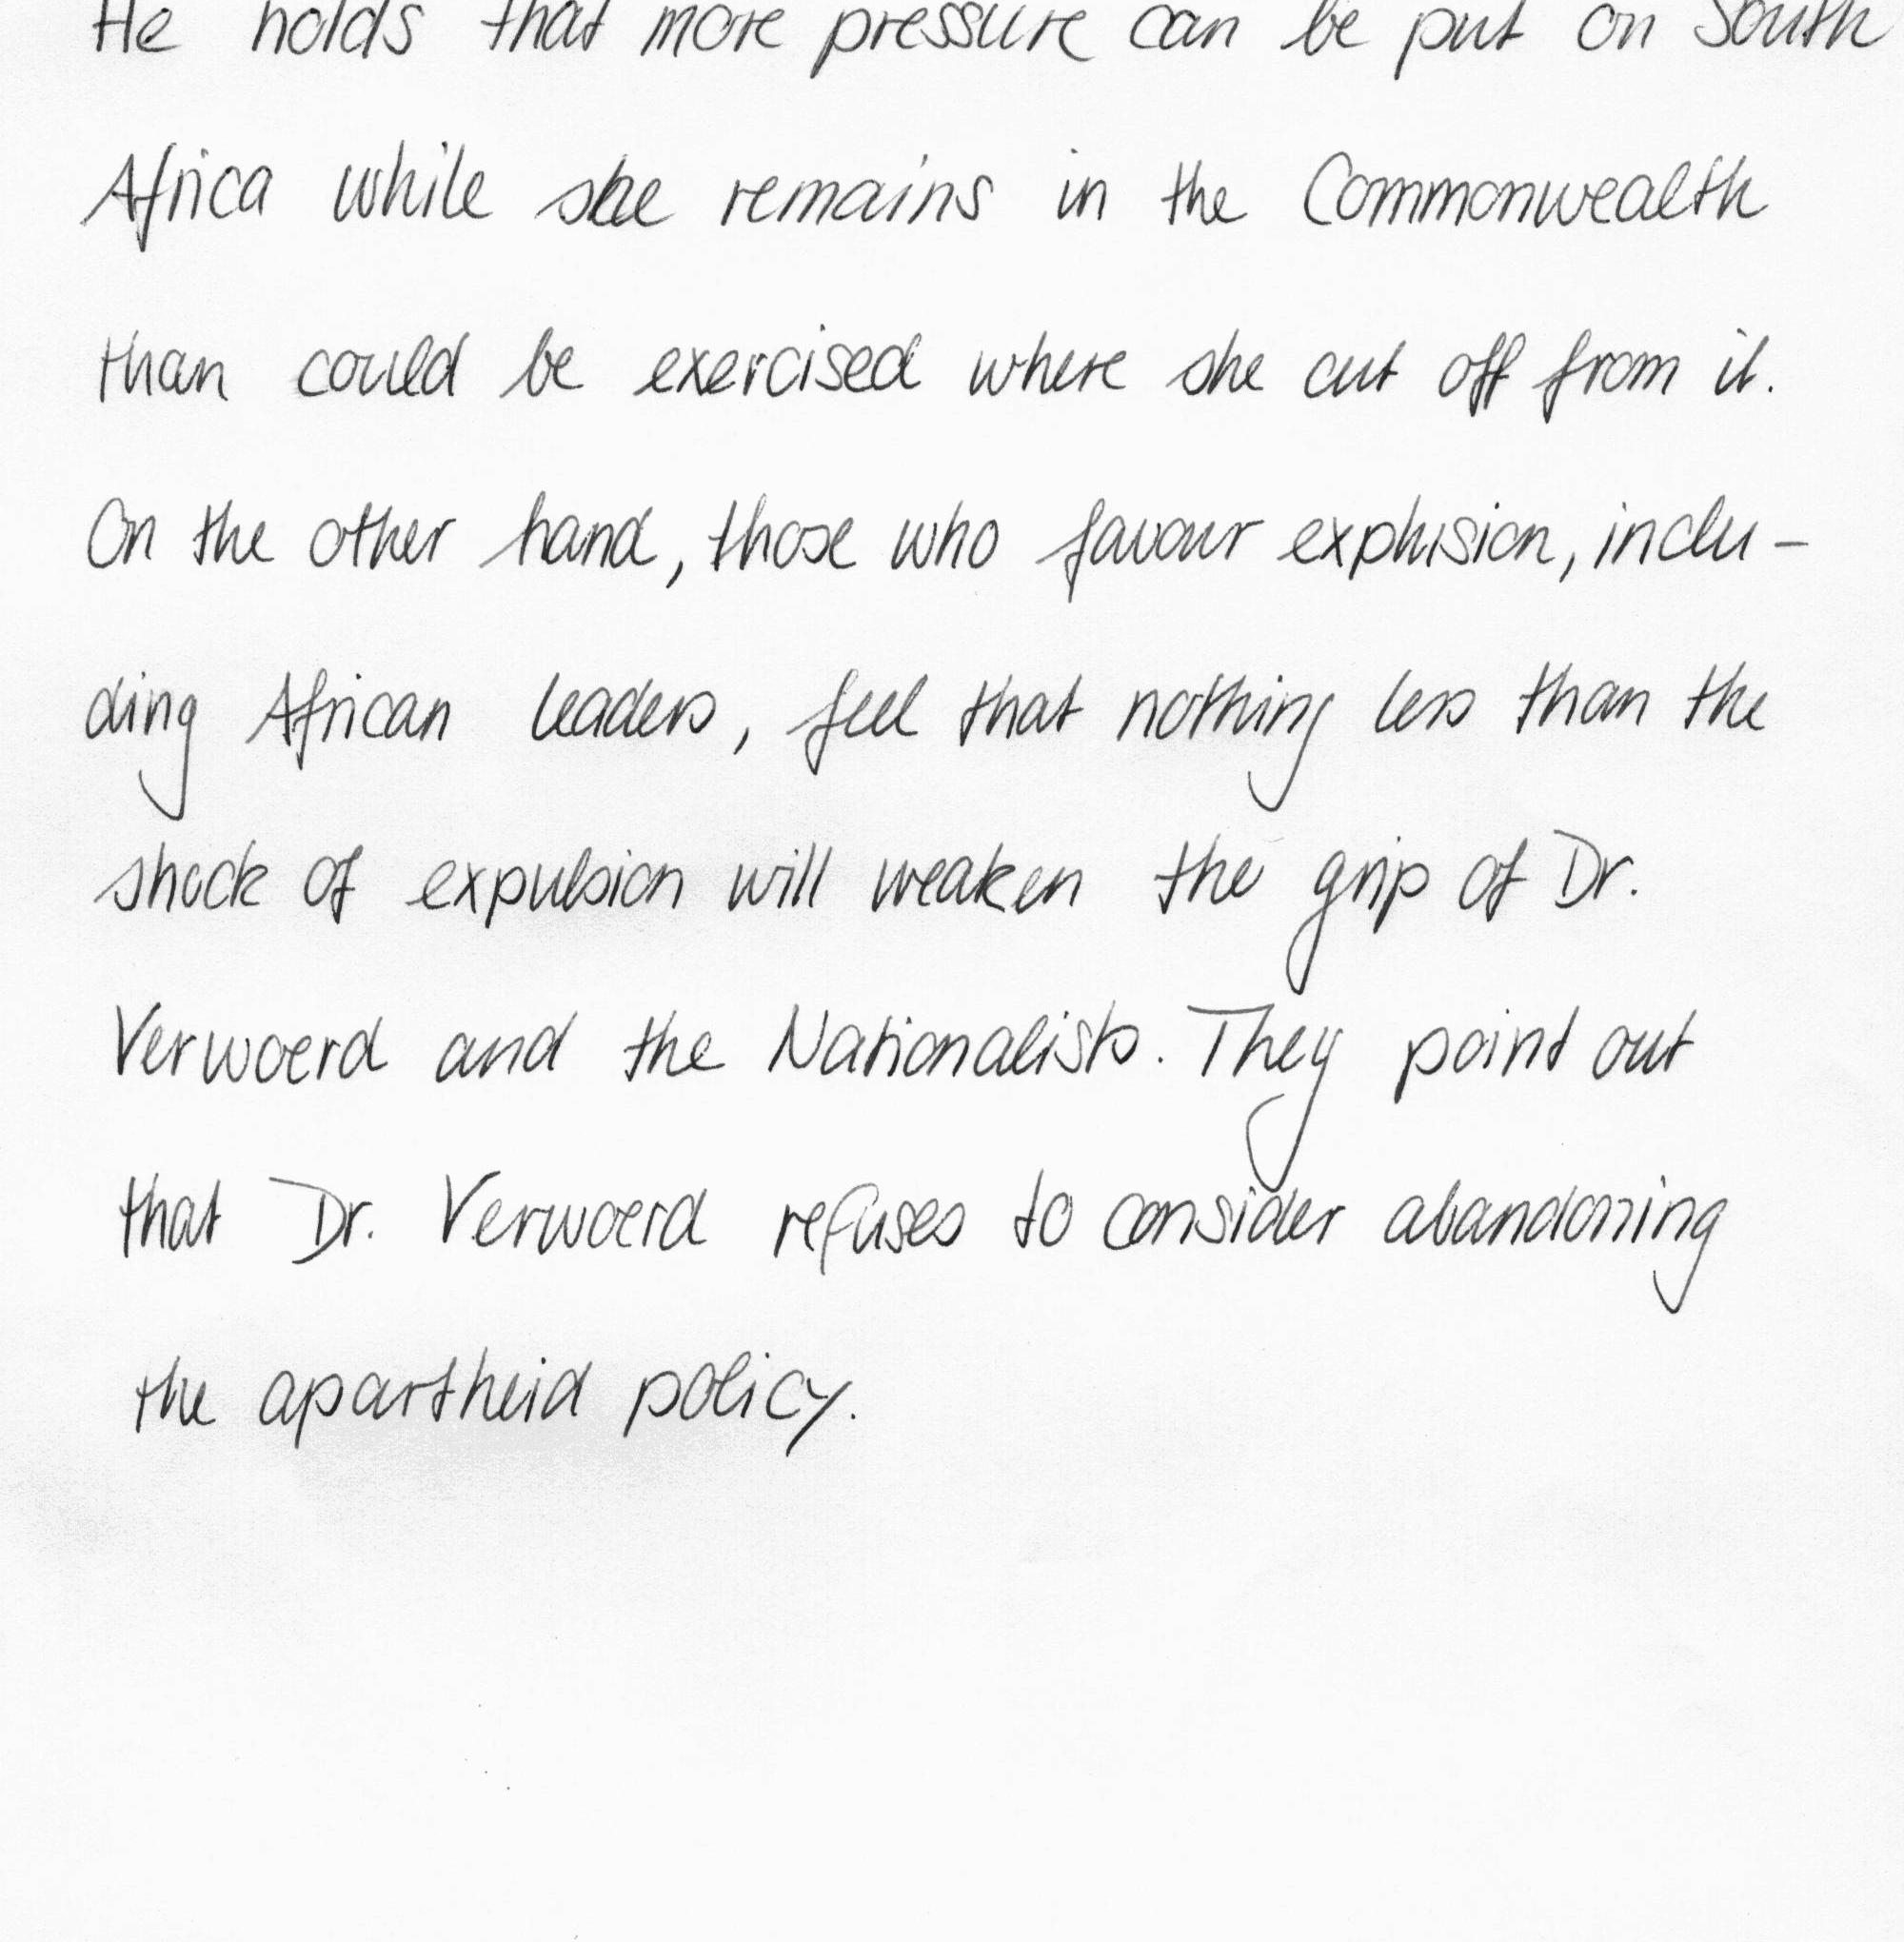 He holds that more pressure can be put on South
Africa while she remains in the Commonwealth
than could be exercised where she cut off from it.
On the other hand, those who favour explusion, inclu-
ding African leaders, feel that nothing less than the
shock of expulsion will weaken the grip of Dr.
Verwoerd and the Nationalists. They point out
that Dr. Verwoerd refuses to consider abandoning
the apartheid policy.